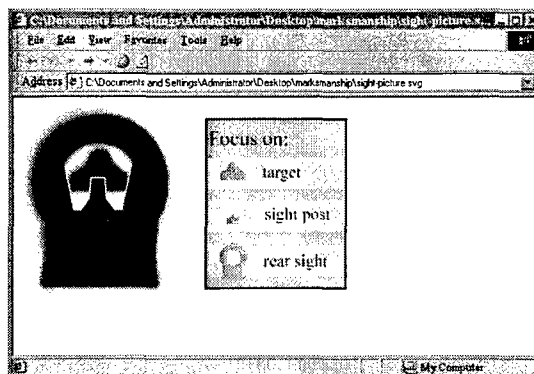 C:\Documents and Settings\Administrator\Desktop\marksmanship\sight-picture.s...
File Edit View Favorites Tools Help
Address C:\Documents and Settings\Administrator\Desktop\marksmanship\sight-picture.svg
Focus on:
target
sight post
rear sight
My Computer